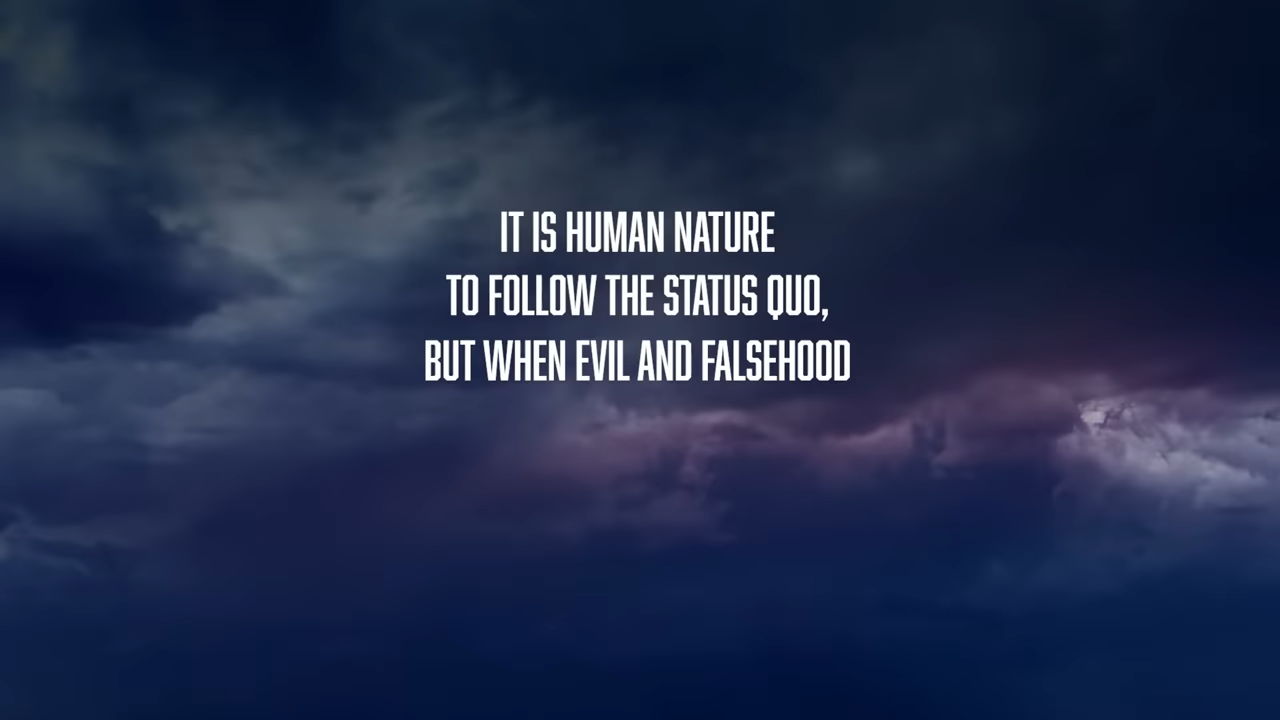 IT IS HUMAN NATURE
TO FOLLOW THE STATUS QUO,
BUT WHEN EVIL AND FALSEHOOD